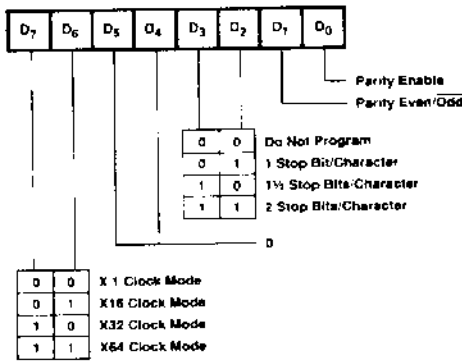 D7 D6 D5 D4 D3 D2 D1 D0
Parity Enable
Parity Even/Odd
0 0 Do Not Program
0 1 1 Stop Bit/Character
1 0 1½ Stop Bits/Character
1 1 2 Stop Bits/Character
0
0 0 X 1 Clock Mode
0 1 X16 Clock Mode
1 0 X32 Clock Mode
1 1 X64 Clock Mode